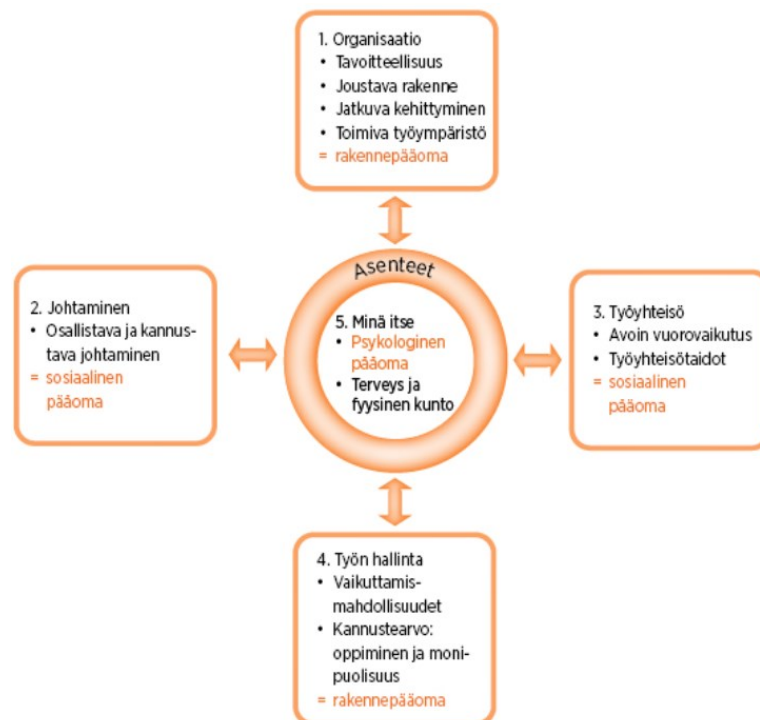 1. Organisaatio
• Tavoitteellisuus
• Joustava rakenne
• Jatkuva kehittyminen
• Toimiva työympäristö
= rakennepääoma
Asenteet
2. Johtaminen
• Osallistava ja kannus-
tava johtaminen
= sosiaalinen
pääoma
5. Minä itse
• Psykologinen
pääoma
• Terveys ja
fyysinen kunto
3. Työyhteisö
• Avoin vuorovaikutus
• Työyhteisötaidot
= sosiaalinen
pääoma
4. Työn hallinta
• Vaikuttamis-
mahdollisuudet
• Kannustearvo:
oppiminen ja moni-
puolisuus
= rakennepääoma